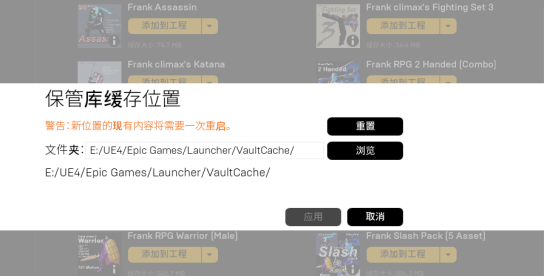 Frank Assassin
Frank climax's Fighting Set 3
添加到工程
添加到工程
Frank climax's Katana
Frank RPG 2 Handed (Combo)
保管库缓存位置
警告：新位置的现有内容将需要一次重启。
重置
文件夹：
E:/UE4/Epic Games/Launcher/VaultCache/
浏览
E:/UE4/Epic Games/Launcher/VaultCache/
应用
取消
Frank RPG Warrior (Male)
Frank Slash Pack (5 Asset)
Warrior
添加到工程
Slash
添加到工程